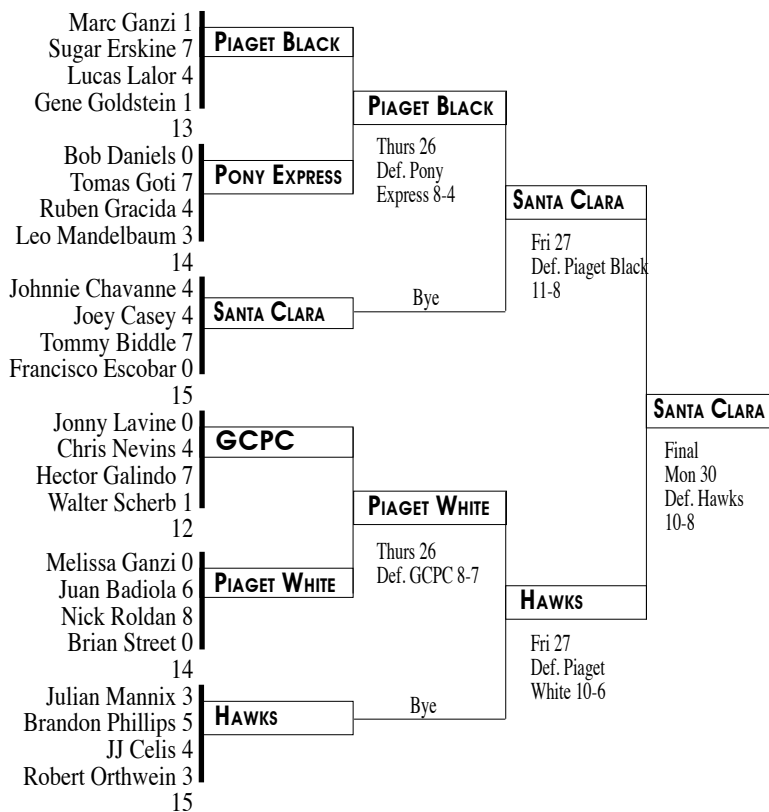 Marc Ganzi 1
Sugar Erskine 7
Lucas Lalor 4
Gene Goldstein 1
13
PIAGET BLACK
Bob Daniels 0
Tomas Goti 7
Ruben Gracida 4
Leo Mandelbaum 3
14
PONY EXPRESS
Johnnie Chavanne 4
Joey Casey 4
Tommy Biddle 7
Francisco Escobar 0
15
SANTA CLARA
Jonny Lavine 0
Chris Nevins 4
Hector Galindo 7
Walter Scherb 1
12
GCPC
Melissa Ganzi 0
Juan Badiola 6
Nick Roldan 8
Brian Street 0
14
PIAGET WHITE
Julian Mannix 3
Brandon Phillips 5
JJ Celis 4
Robert Orthwein 3
15
HAWKS
PIAGET BLACK
Thurs 26
Def. Pony
Express 8-4
Bye
PIAGET WHITE
Thurs 26
Def. GCPC 8-7
Bye
SANTA CLARA
Fri 27
Def. Piaget Black
11-8
HAWKS
Fri 27
Def. Piaget
White 10-6
SANTA CLARA
Final
Mon 30
Def. Hawks
10-8